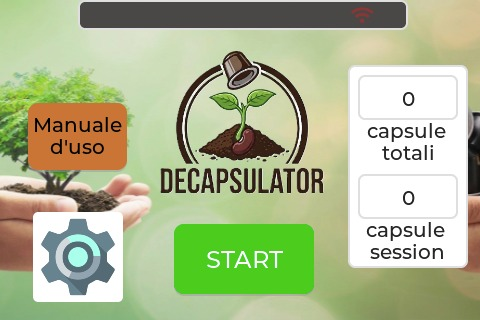 Manuale
d'uso
DECAPSULATOR
START
0
capsule
totali
0
capsule
session